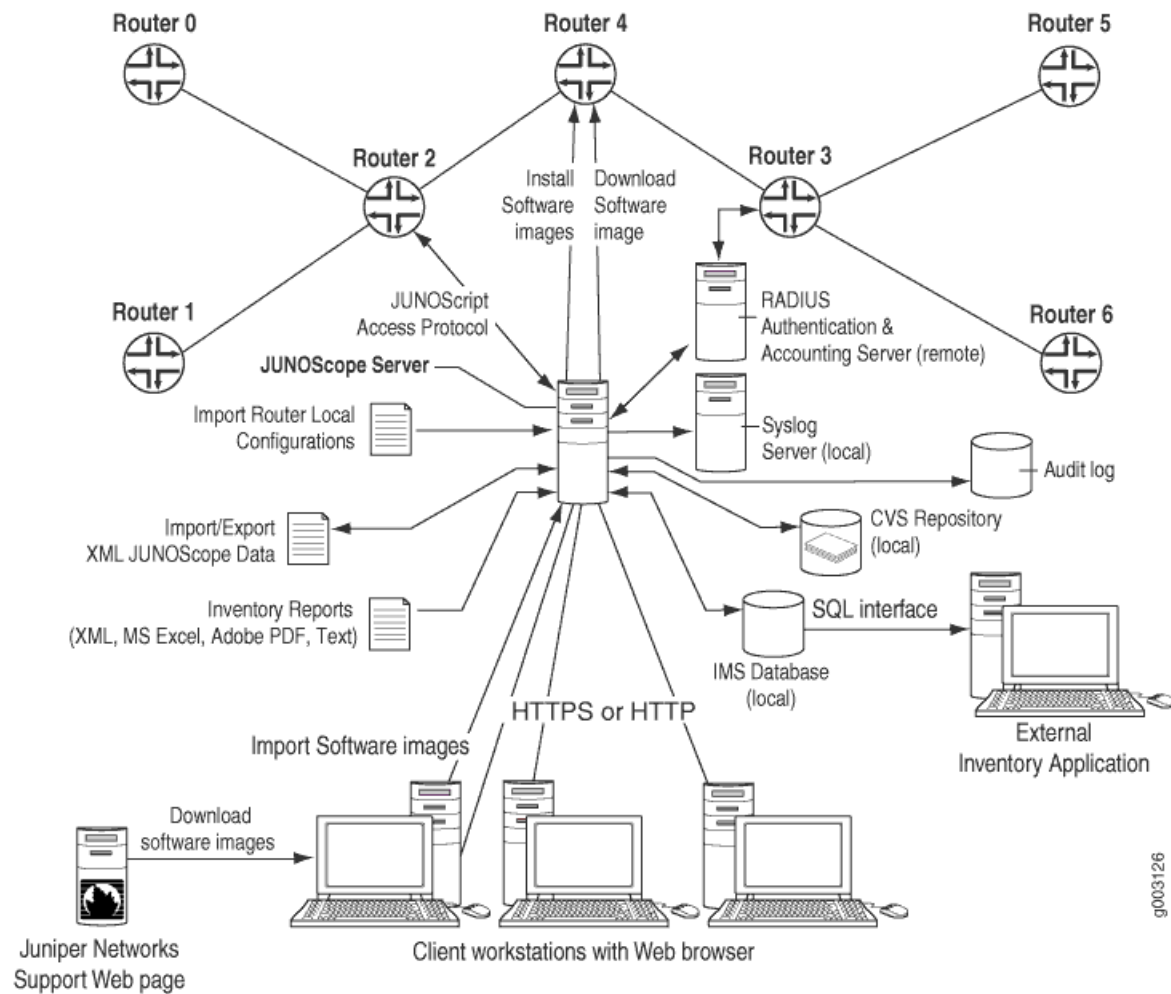 Router 0
Router 4
Router 5
Router 2
Router 3
Install
Software
images
Download
Software
image
Router 1
JUNOScript
Access Protocol
RADIUS
Authentication &
Accounting Server (remote)
Router 6
JUNOScope Server
Import Router Local
Configurations
Syslog
Server (local)
Audit log
Import/Export
XML JUNOScope Data
CVS Repository
(local)
Inventory Reports
(XML, MS Excel, Adobe PDF, Text)
SQL interface
IMS Database
(local)
HTTPS or HTTP
Import Software images
External
Inventory Application
Download
software images
Juniper Networks
Support Web page
Client workstations with Web browser
g003126